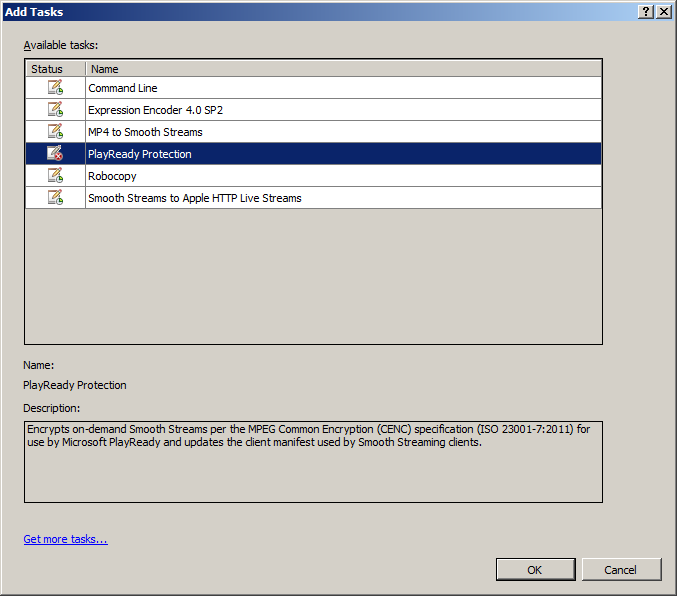 Add Tasks
Available tasks:
Status Name
Command Line
Expression Encoder 4.0 SP2
MP4 to Smooth Streams
PlayReady Protection
Robocopy
Smooth Streams to Apple HTTP Live Streams
Name:
PlayReady Protection
Description:
Encrypts on-demand Smooth Streams per the MPEG Common Encryption (CENC) specification (ISO 23001-7:2011) for
use by Microsoft PlayReady and updates the client manifest used by Smooth Streaming clients.
Get more tasks...
OK Cancel